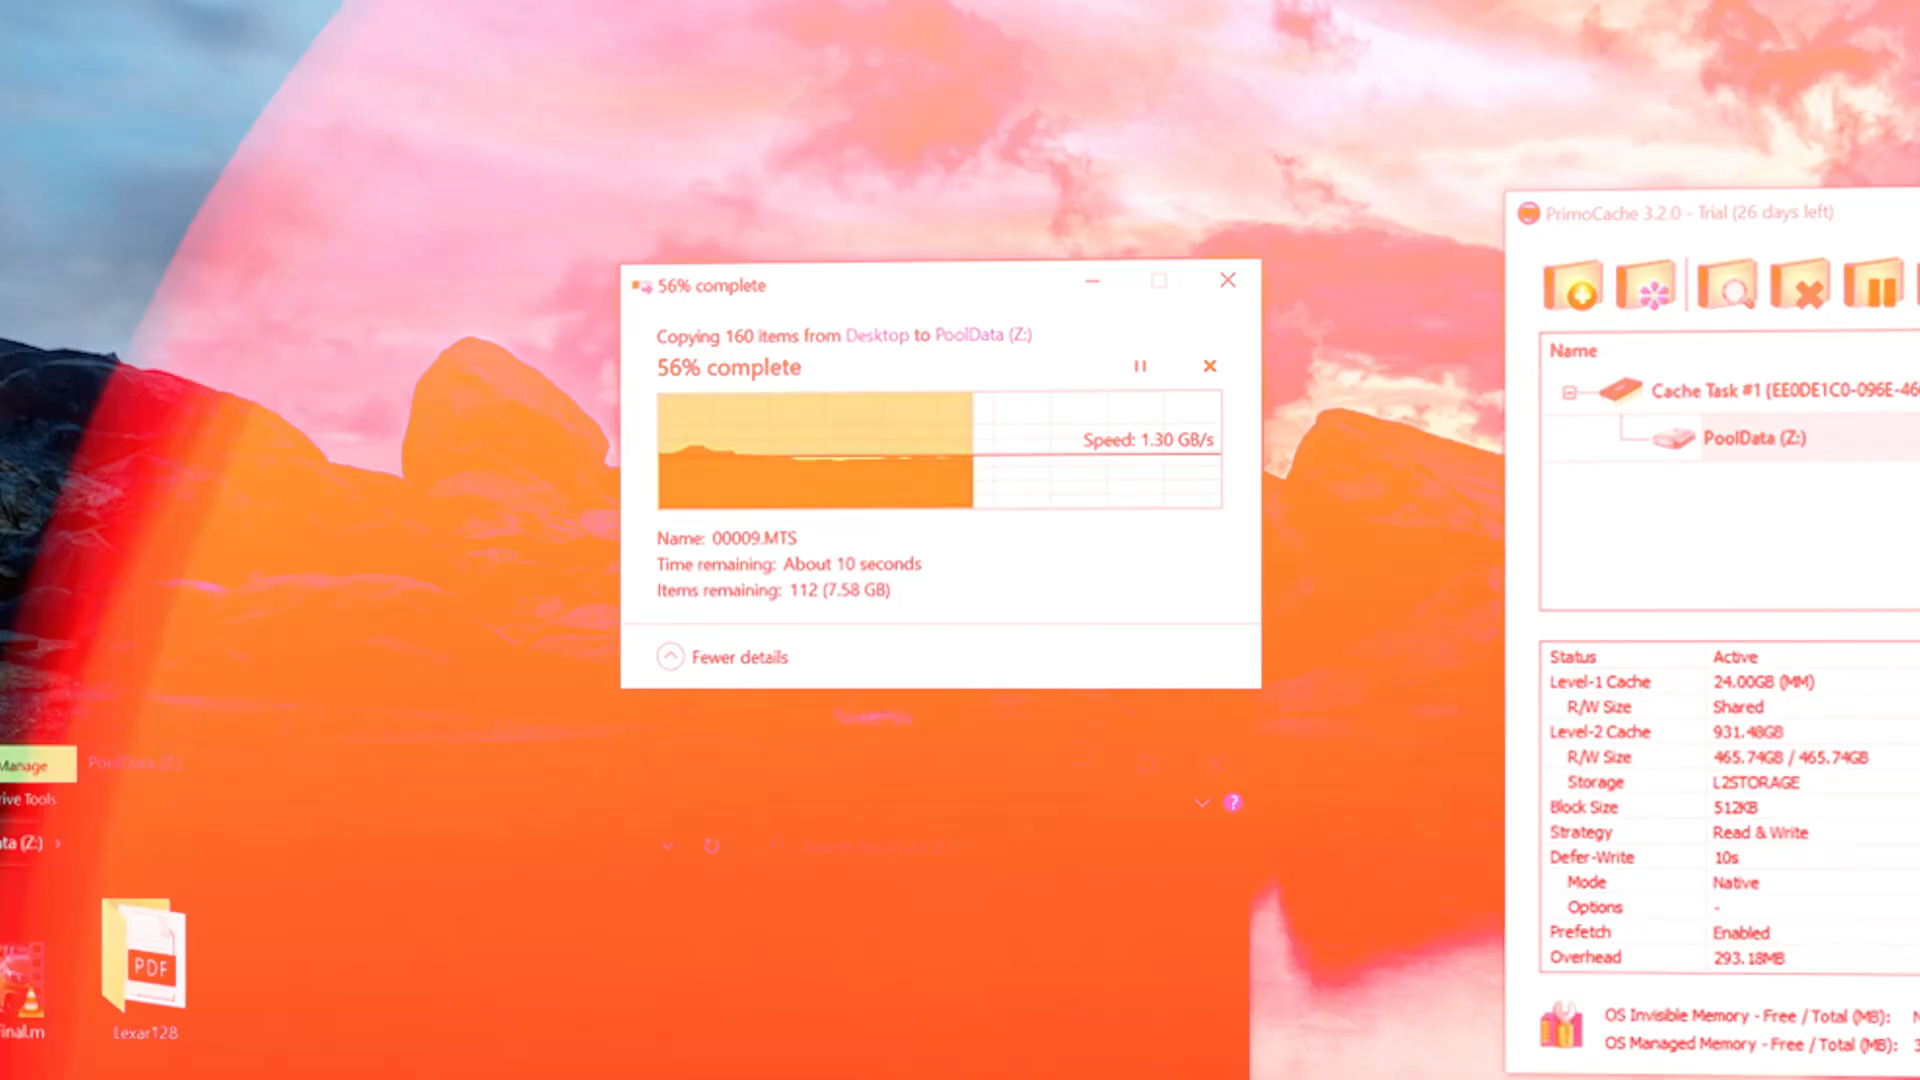 56% complete
Copying 160 items from Desktop to PoolData (Z:)
56% complete
Speed: 1.30 GB/s
Name: 00009.MTS
Time remaining: About 10 seconds
Items remaining: 112 (7.58 GB)
Fewer details
PrimoCache 3.2.0 - Trial (26 days left)
Name
Cache Task #1 (EE0DE1C0-096E-46
PoolData (Z:)
Status Active
Level-1 Cache 24.00GB (MM)
R/W Size Shared
Level-2 Cache 931.48GB
R/W Size 465.74GB / 465.74GB
Storage L2STORAGE
Block Size 512KB
Strategy Read & Write
Defer-Write 10s
Mode Native
Options -
Prefetch Enabled
Overhead 293.18MB
OS Invisible Memory - Free / Total (MB):
OS Managed Memory - Free / Total (MB): 3
Manage PoolData (Z:)
rive Tools
?
ata (Z:) >
PDF
inal.m
Lexar128